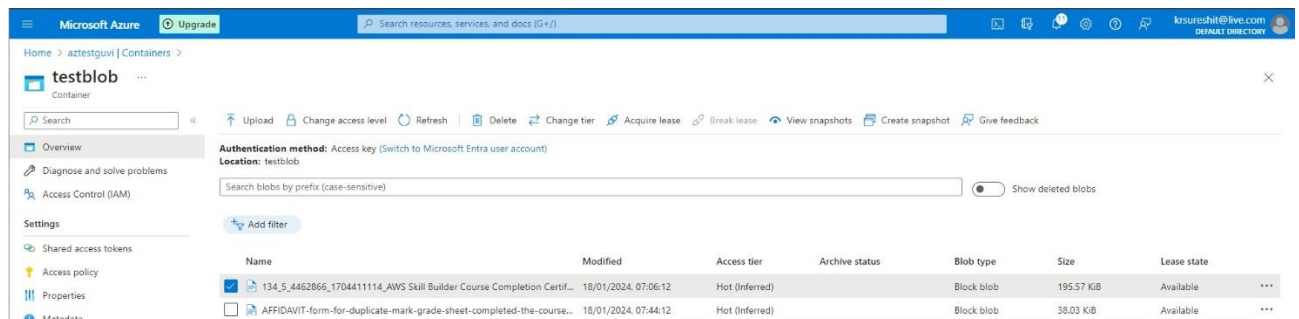 Microsoft Azure
Upgrade
Search resources, services, and docs (G+/)
11
krsureshit@live.com
DEFAULT DIRECTORY
Home > aztestguvi | Containers >
testblob ...
Container
Search
Upload Change access level Refresh Delete Change tier Acquire lease Break lease View snapshots Create snapshot Give feedback
Overview
Diagnose and solve problems
Access Control (IAM)
Settings
Shared access tokens
Access policy
Properties
Metadata
Authentication method: Access key (Switch to Microsoft Entra user account)
Location: testblob
Search blobs by prefix (case-sensitive)
Show deleted blobs
Add filter
Name Modified Access tier Archive status Blob type Size Lease state
134_5_4462866_1704411114_AWS Skill Builder Course Completion Certif... 18/01/2024, 07:06:12 Hot (Inferred) Block blob 195.57 KiB Available ...
AFFIDAVIT-form-for-duplicate-mark-grade-sheet-completed-the-course... 18/01/2024, 07:44:12 Hot (Inferred) Block blob 38.03 KiB Available ...